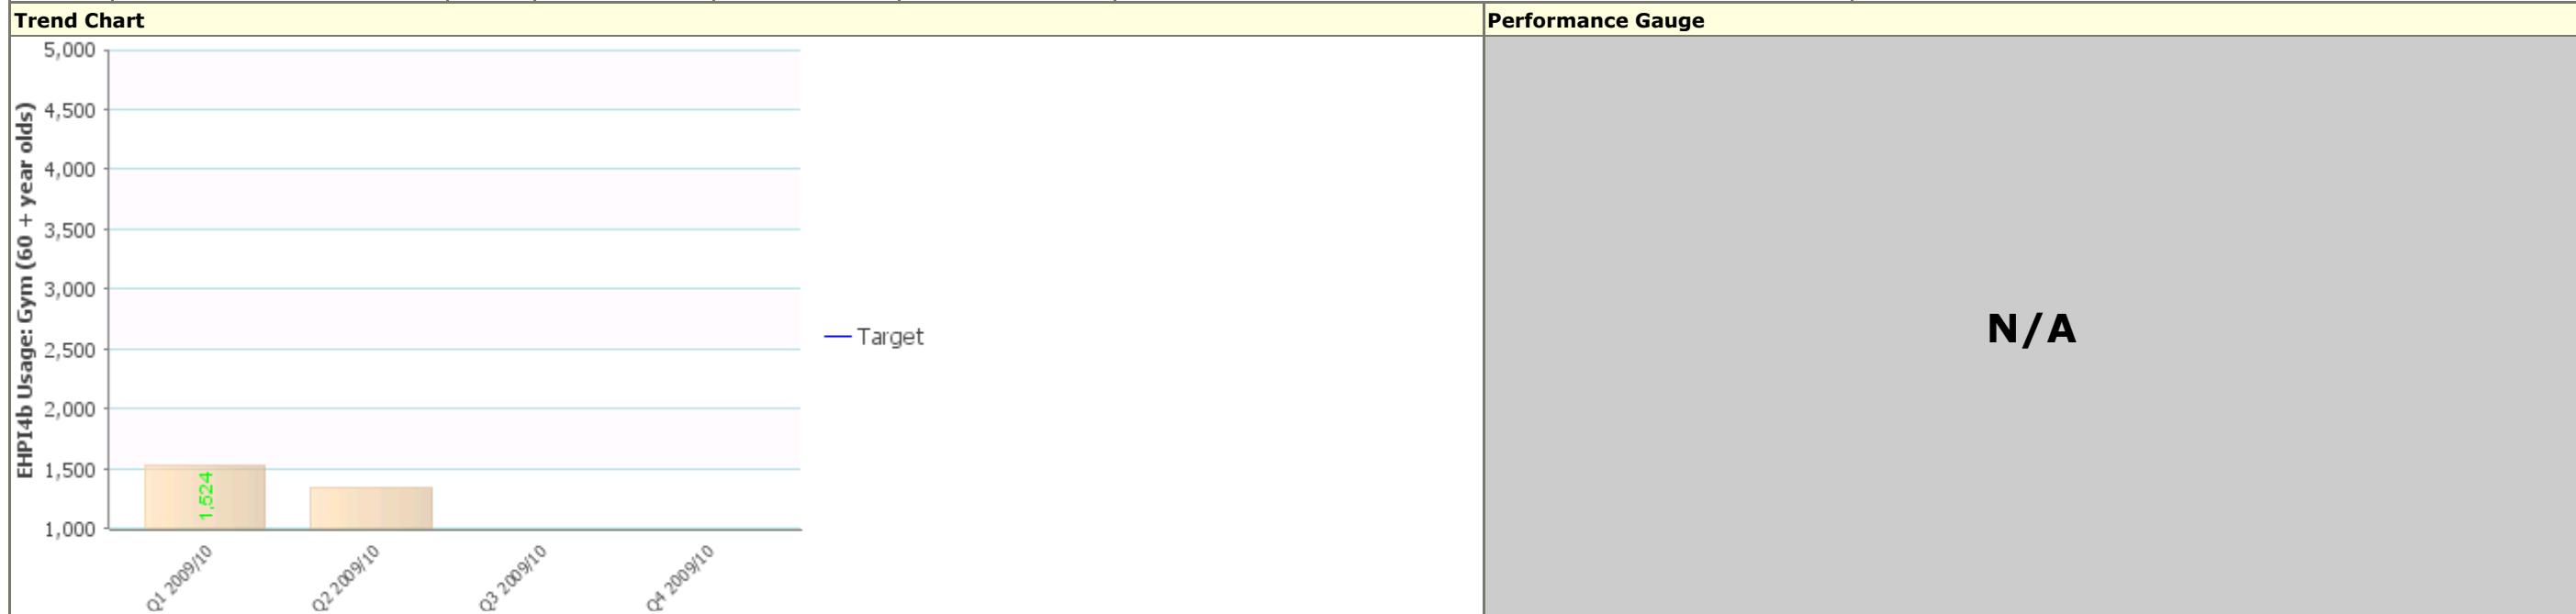 Trend Chart
Performance Gauge
EHPI4b Usage: Gym (60 + year olds)
5,000
4,500
4,000
3,500
3,000
2,500
2,000
1,500
1,000
1,524
Q1 2009/10
Q2 2009/10
Q3 2009/10
Q4 2009/10
Target
N/A